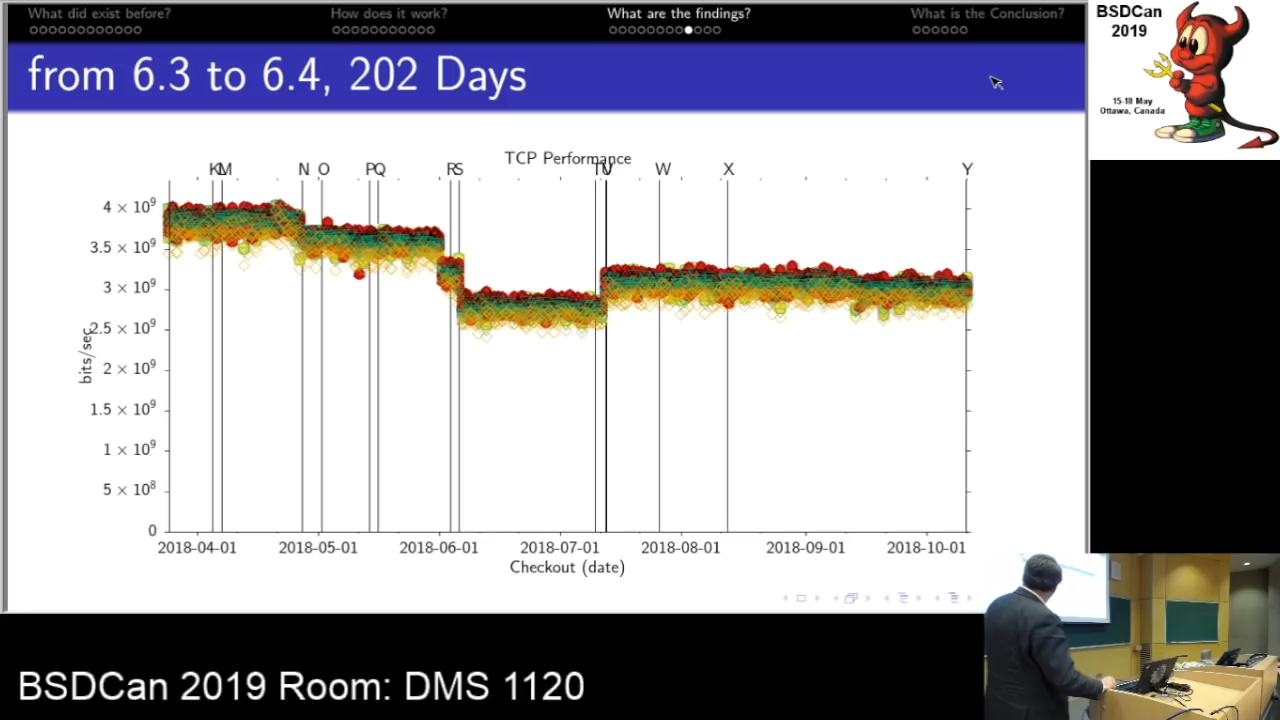 What did exist before?
How does it work?
What are the findings?
What is the Conclusion?
from 6.3 to 6.4, 202 Days
BSDCan
2019
15-18 May
Ottawa, Canada
TCP Performance
K M N O P Q R S T U W X Y
4 × 10⁹
3.5 × 10⁹
3 × 10⁹
2.5 × 10⁹
2 × 10⁹
1.5 × 10⁹
1 × 10⁹
5 × 10⁸
0
bits/sec
2018-04-01 2018-05-01 2018-06-01 2018-07-01 2018-08-01 2018-09-01 2018-10-01
Checkout (date)
BSDCan 2019 Room: DMS 1120